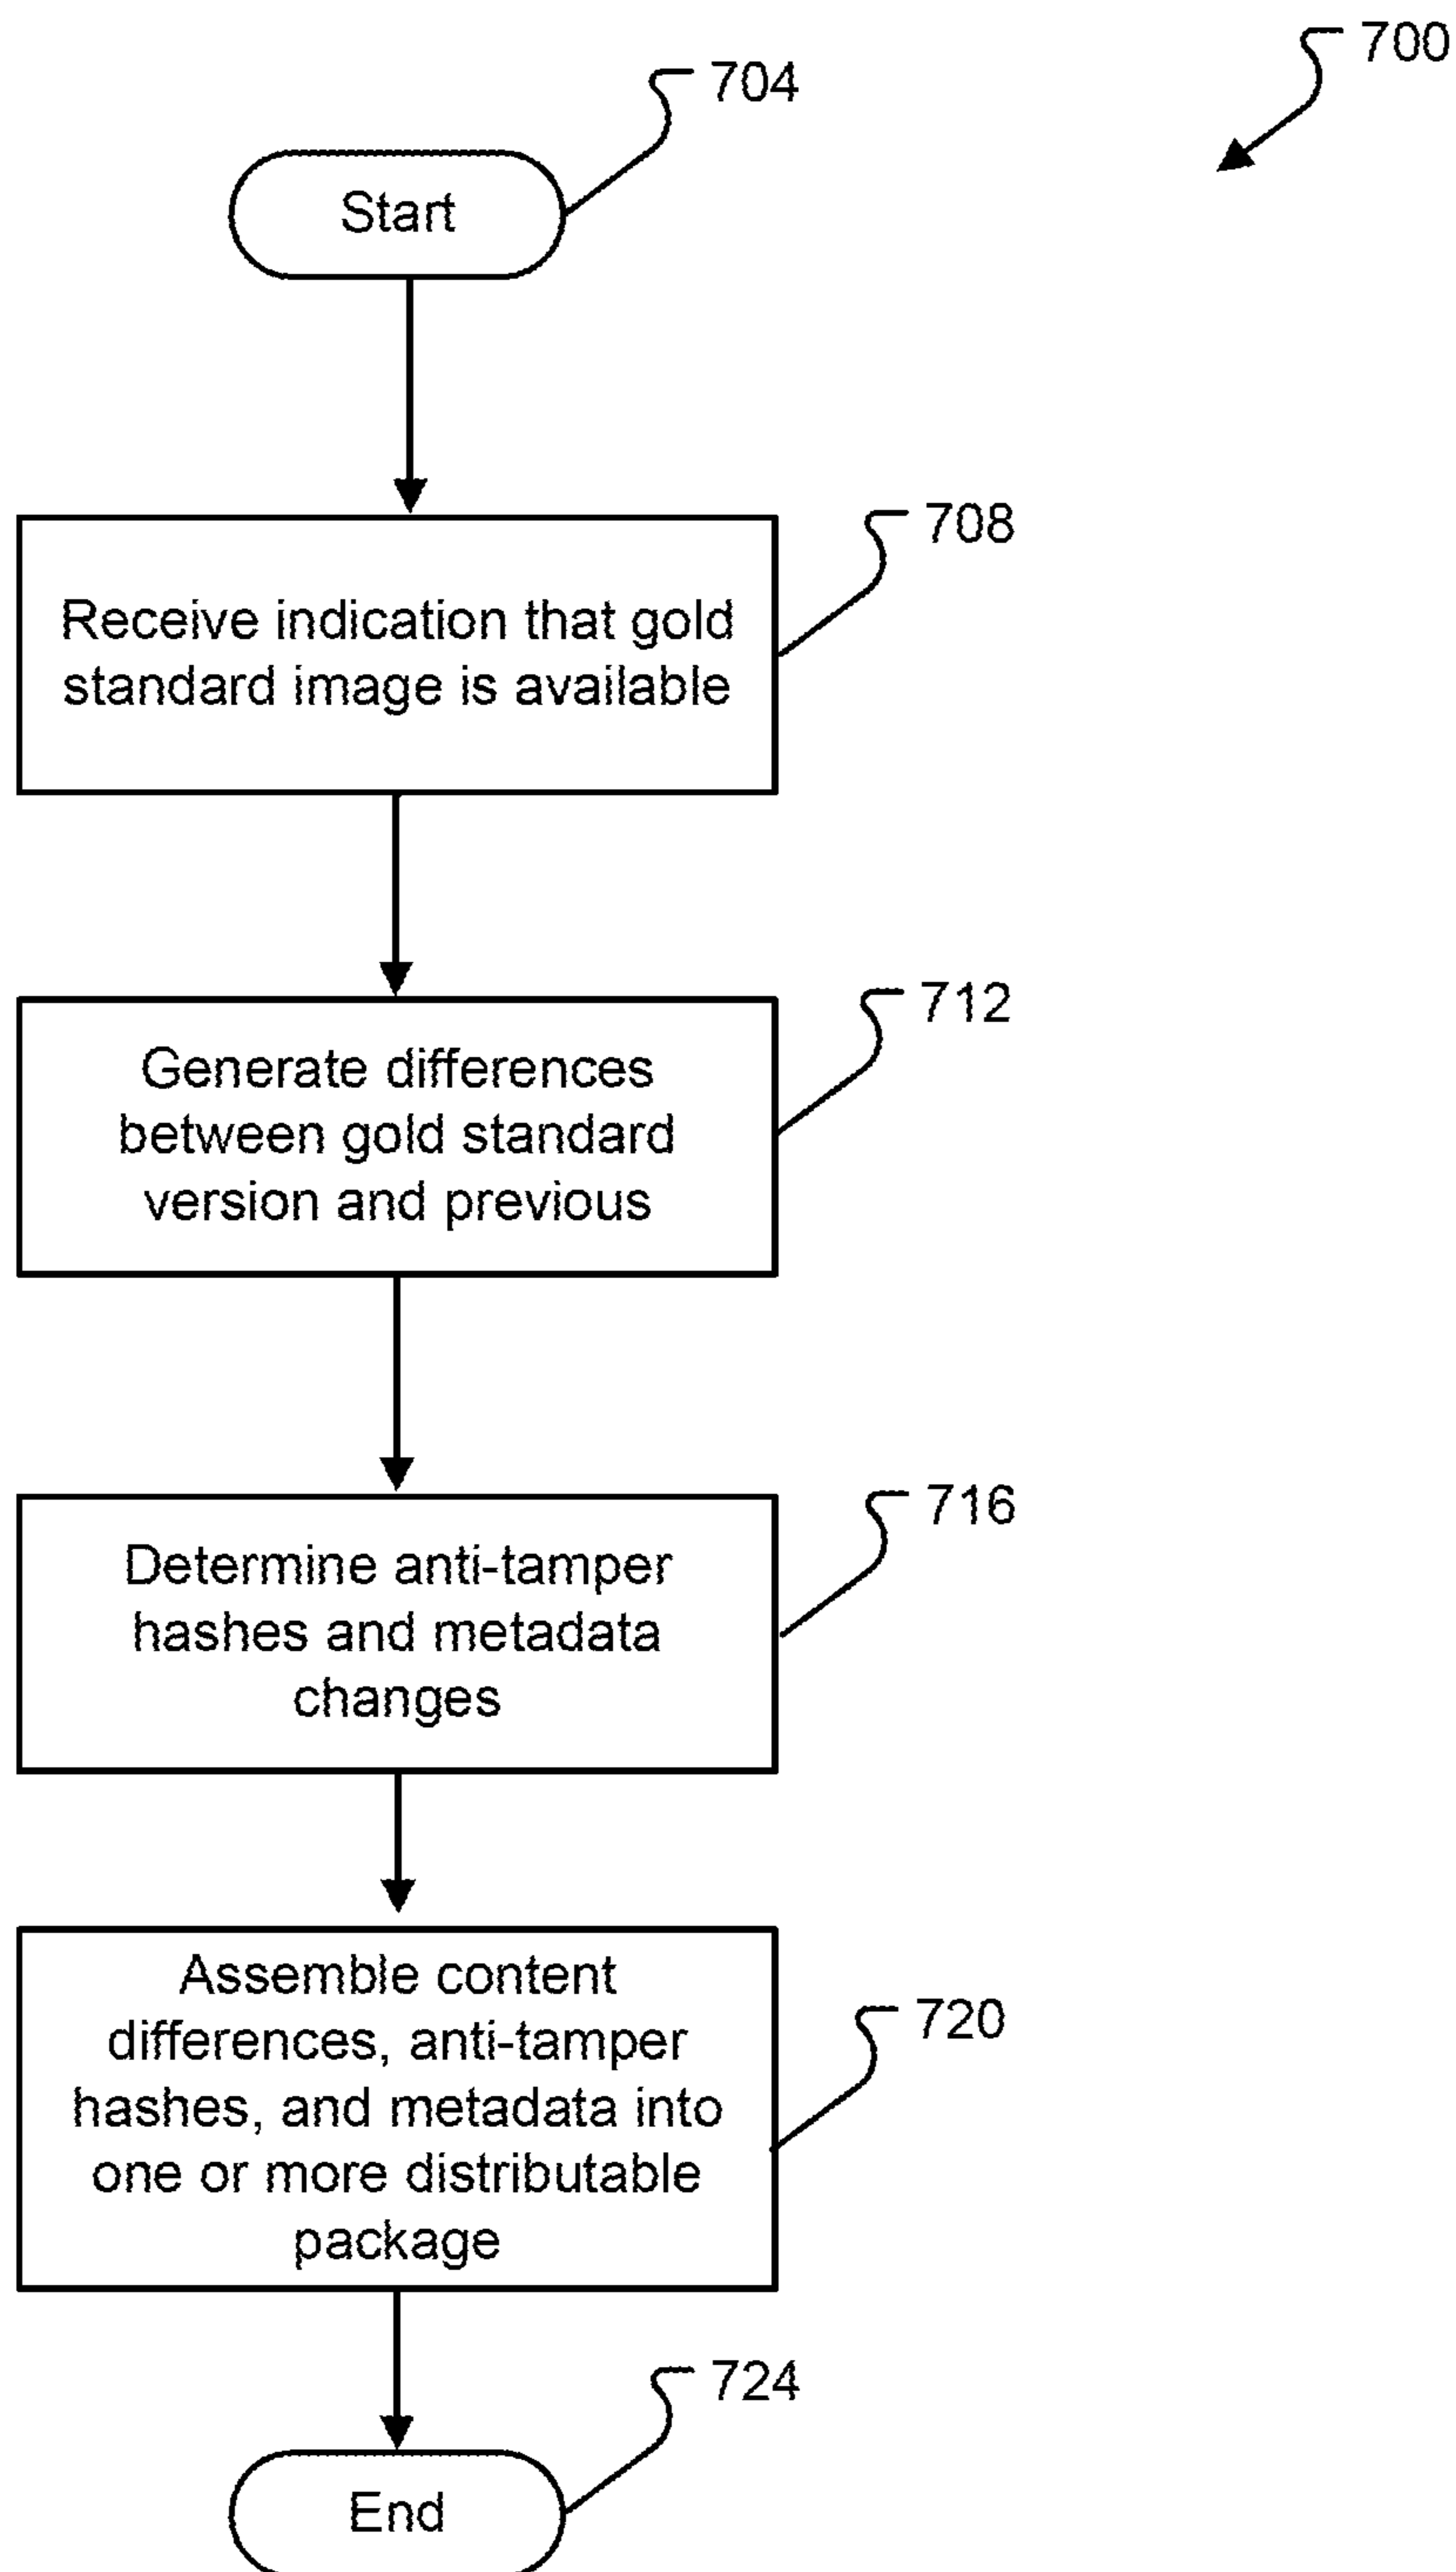 700
704
Start
708
Receive indication that gold
standard image is available
712
Generate differences
between gold standard
version and previous
716
Determine anti-tamper
hashes and metadata
changes
720
Assemble content
differences, anti-tamper
hashes, and metadata into
one or more distributable
package
724
End